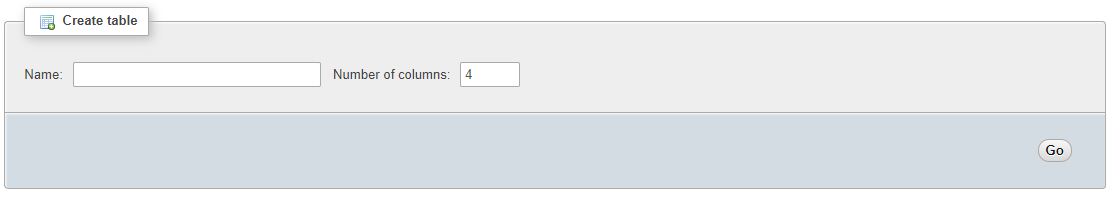 Create table
Name: Number of columns: 4
Go